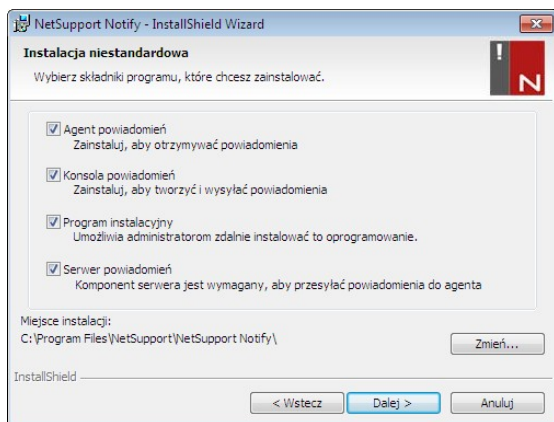 NetSupport Notify - InstallShield Wizard
Instalacja niestandardowa
Wybierz składniki programu, które chcesz zainstalować.
! N
Agent powiadomień
Zainstaluj, aby otrzymywać powiadomienia
Konsola powiadomień
Zainstaluj, aby tworzyć i wysyłać powiadomienia
Program instalacyjny
Umożliwia administratorom zdalnie instalować to oprogramowanie.
Serwer powiadomień
Komponent serwera jest wymagany, aby przesyłać powiadomienia do agenta
Miejsce instalacji:
C:\Program Files\NetSupport\NetSupport Notify\
Zmień...
InstallShield
< Wstecz Dalej > Anuluj